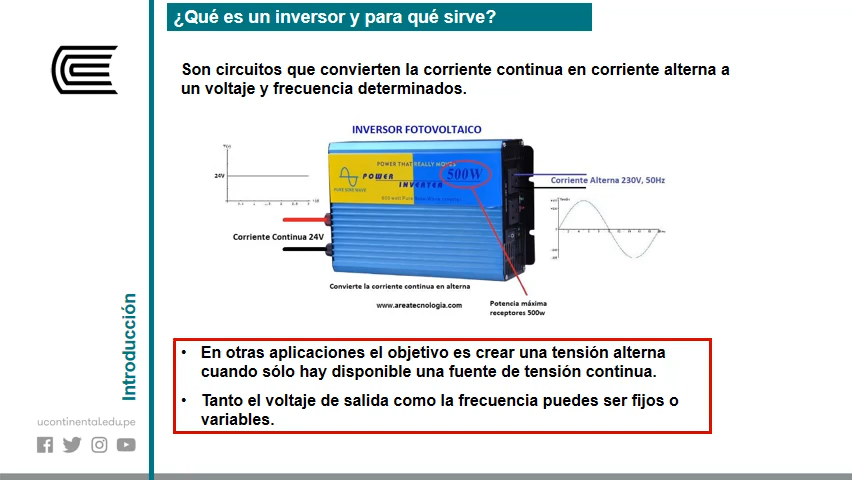 ¿Qué es un inversor y para qué sirve?
Son circuitos que convierten la corriente continua en corriente alterna a
un voltaje y frecuencia determinados.
INVERSOR FOTOVOLTAICO
24V
POWER THAT REALLY MOVES
500W
POWER
INVERTER
PURE SINE WAVE
Corriente Alterna 230V, 50Hz
Tensión
Corriente Continua 24V
Convierte la corriente continua en alterna
www.areatecnologia.com
Potencia máxima
receptores 500w
Introducción
• En otras aplicaciones el objetivo es crear una tensión alterna
cuando sólo hay disponible una fuente de tensión continua.
• Tanto el voltaje de salida como la frecuencia puedes ser fijos o
variables.
ucontinental.edu.pe